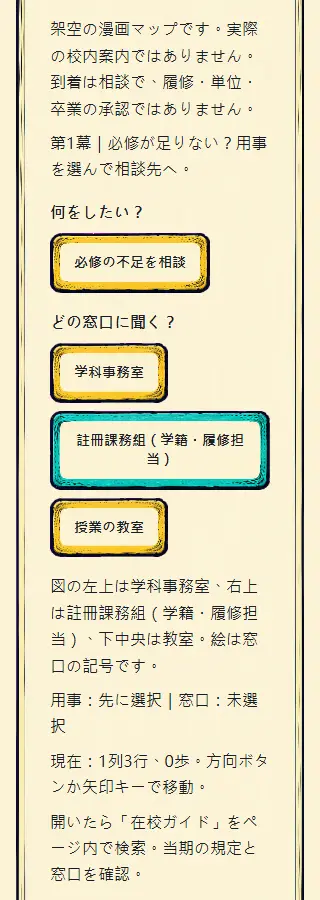 架空の漫画マップです。実際
の校内案内ではありません。
到着は相談で、履修・単位・
卒業の承認ではありません。
第1幕｜必修が足りない？用事
を選んで相談先へ。
何をしたい？
必修の不足を相談
どの窓口に聞く？
学科事務室
註冊課務組（学籍・履修担
当）
授業の教室
図の左上は学科事務室、右上
は註冊課務組（学籍・履修担
当）、下中央は教室。絵は窓
口の記号です。
用事：先に選択｜窓口：未選
択
現在：1列3行、0歩。方向ボタ
ンか矢印キーで移動。
開いたら「在校ガイド」をペ
ージ内で検索。当期の規定と
窓口を確認。